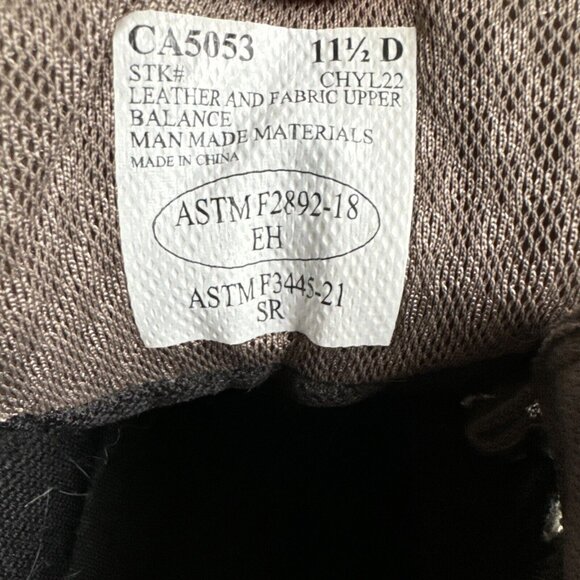 CA5053 11½ D
STK# CHYL22
LEATHER AND FABRIC UPPER
BALANCE
MAN MADE MATERIALS
MADE IN CHINA
ASTM F2892-18
EH
ASTM F3445-21
SR